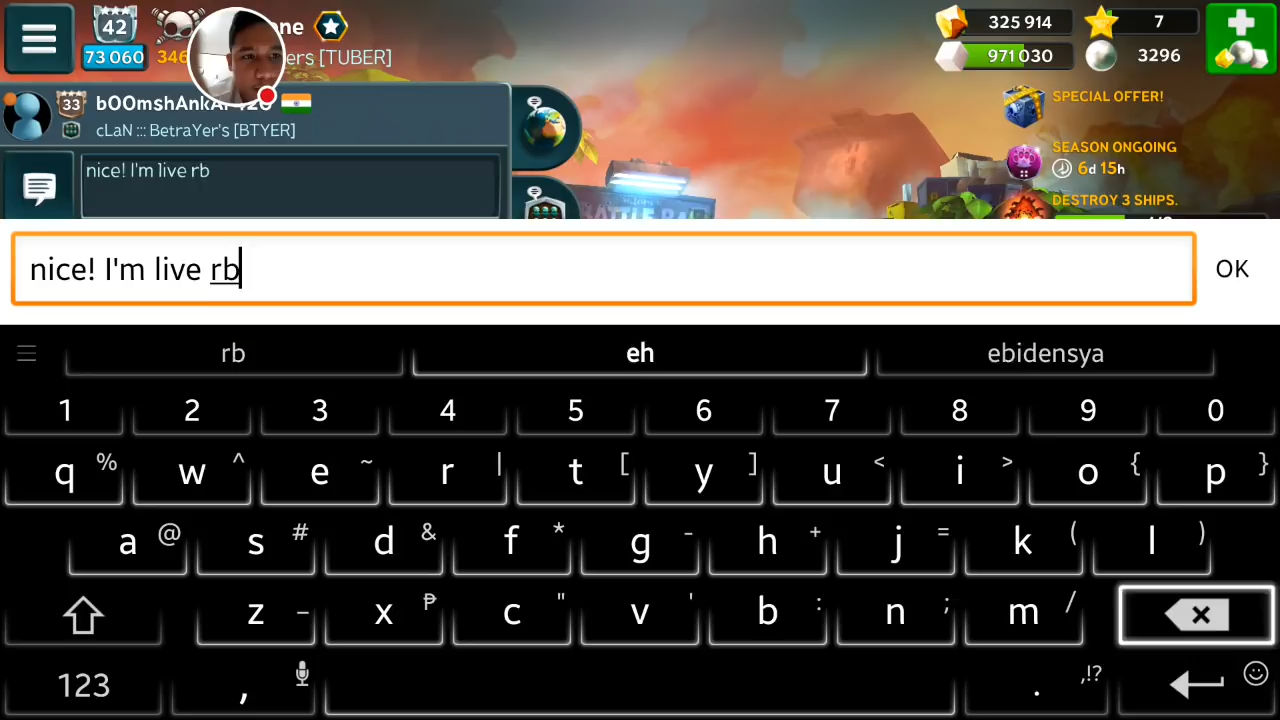 42
73 060
346
ne
ers [TUBER]
325 914
7
971 030
3296
33
cLaN ::: BetraYer's [BTYER]
nice! I'm live rb
SPECIAL OFFER!
SEASON ONGOING
6d 15h
DESTROY 3 SHIPS.
nice! I'm live rb
OK
rb
eh
ebidensya
1 2 3 4 5 6 7 8 9 0
q % w ^ e ~ r | t [ y ] u < i > o { p }
a @ s # d & f * g - h + j = k ( l )
z – x ₱ c " v ' b : n ; m /
123 , . ,!?